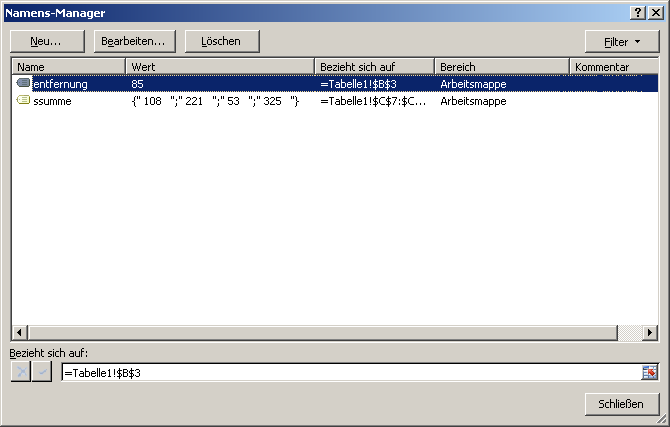 Namens-Manager
Neu... Bearbeiten... Löschen Filter
Name Wert Bezieht sich auf Bereich Kommentar
entfernung 85 =Tabelle1!$B$3 Arbeitsmappe
ssumme {" 108 ";" 221 ";" 53 ";" 325 "} =Tabelle1!$C$7:$C... Arbeitsmappe
Bezieht sich auf:
=Tabelle1!$B$3
Schließen